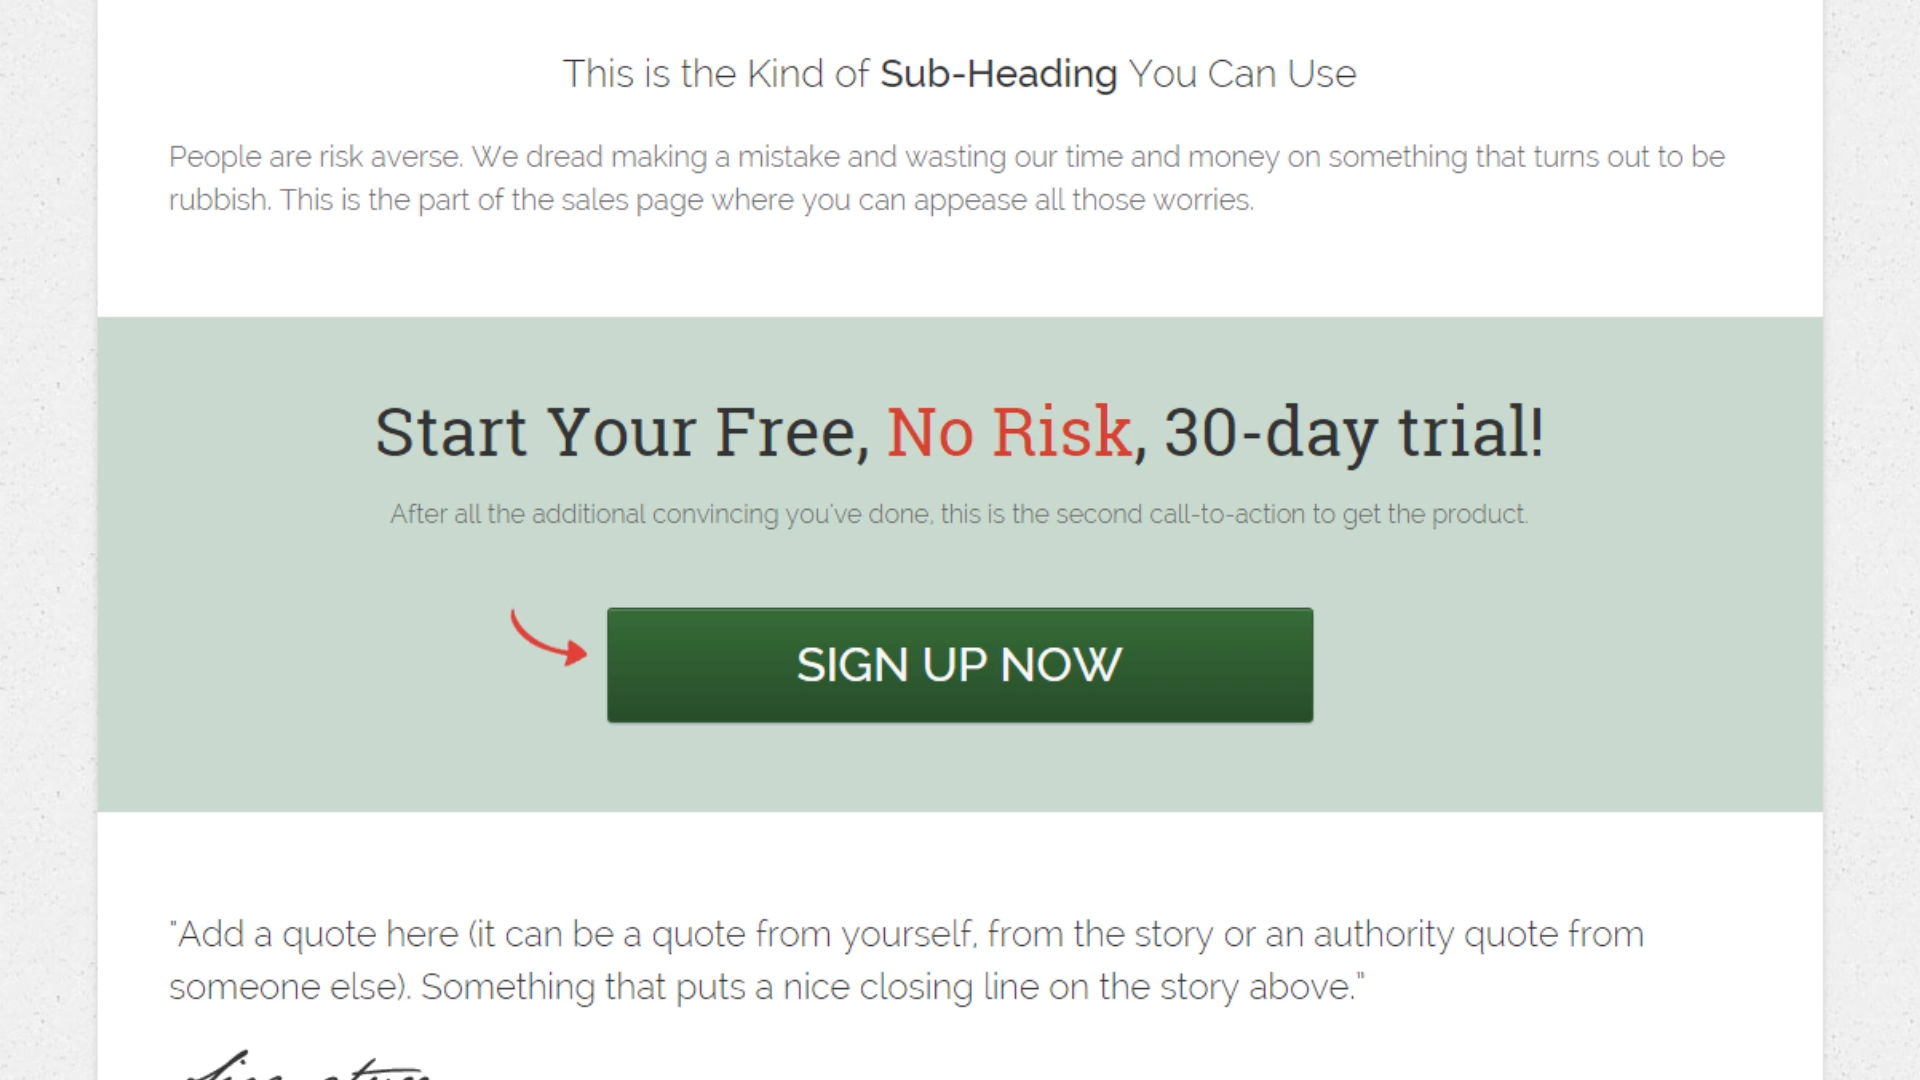 This is the Kind of Sub-Heading You Can Use
People are risk averse. We dread making a mistake and wasting our time and money on something that turns out to be
rubbish. This is the part of the sales page where you can appease all those worries.
Start Your Free, No Risk, 30-day trial!
After all the additional convincing you've done, this is the second call-to-action to get the product.
SIGN UP NOW
"Add a quote here (it can be a quote from yourself, from the story or an authority quote from
someone else). Something that puts a nice closing line on the story above."